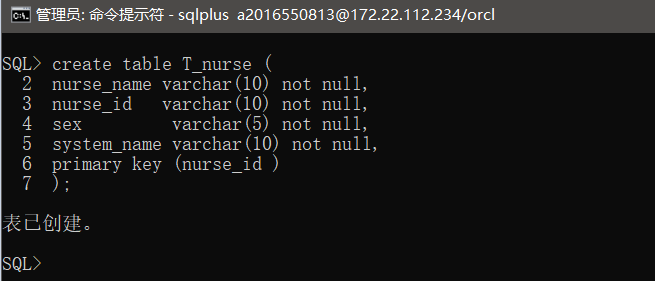 管理员: 命令提示符 - sqlplus  a2016550813@172.22.112.234/orcl
SQL> create table T_nurse (
  2  nurse_name varchar(10) not null,
  3  nurse_id   varchar(10) not null,
  4  sex         varchar(5) not null,
  5  system_name varchar(10) not null,
  6  primary key (nurse_id )
  7  );
表已创建。
SQL>